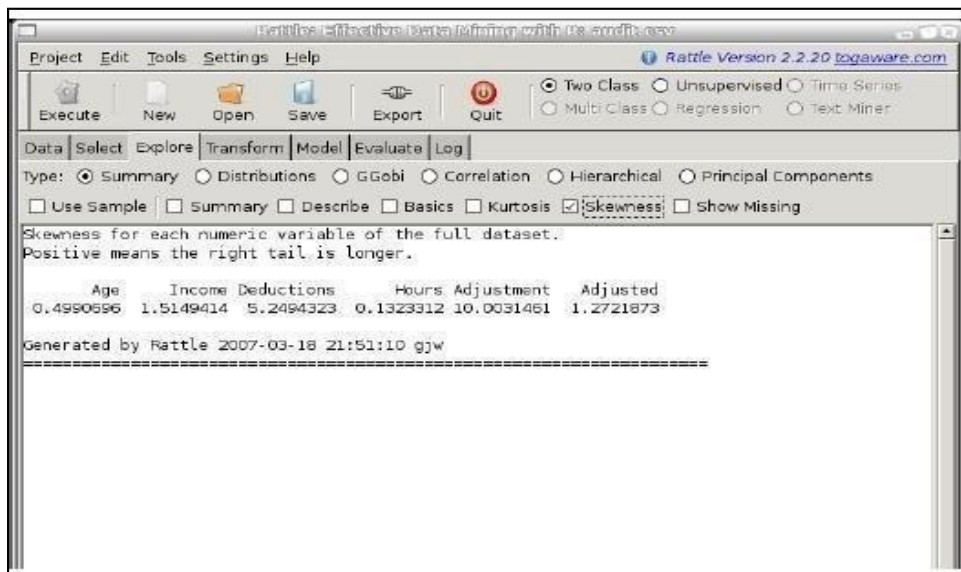 Rattle: Effective Data Mining with R: audit.csv
Project Edit Tools Settings Help
Rattle Version 2.2.20 togaware.com
Execute New Open Save Export Quit
Two Class Unsupervised Time Series
Multi Class Regression Text Miner
Data Select Explore Transform Model Evaluate Log
Type: Summary Distributions GGobi Correlation Hierarchical Principal Components
Use Sample Summary Describe Basics Kurtosis Skewness Show Missing
Skewness for each numeric variable of the full dataset.
Positive means the right tail is longer.
Age Income Deductions Hours Adjustment Adjusted
0.4990696 1.5149414 5.2494323 0.1323312 10.0031461 1.2721873
Generated by Rattle 2007-03-18 21:51:10 gjw
======================================================================